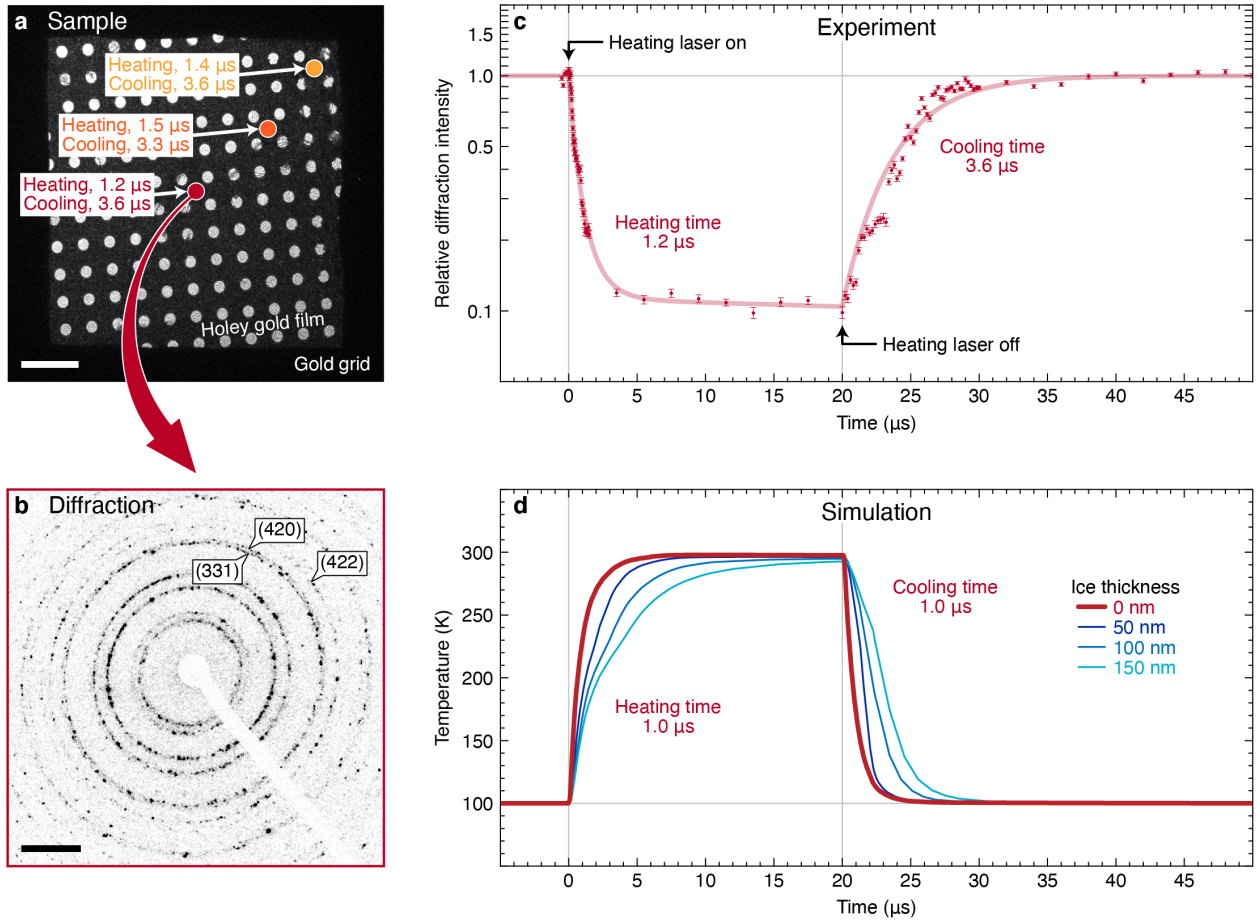 a Sample
Heating, 1.4 µs
Cooling, 3.6 µs
Heating, 1.5 µs
Cooling, 3.3 µs
Heating, 1.2 µs
Cooling, 3.6 µs
Holey gold film
Gold grid
b Diffraction
(420)
(331)
(422)
c Experiment
Relative diffraction intensity
1.5
1.0
0.5
0.1
Heating laser on
Heating time
1.2 µs
Cooling time
3.6 µs
Heating laser off
0 5 10 15 20 25 30 35 40 45
Time (µs)
d Simulation
Temperature (K)
300
250
200
150
100
Heating time
1.0 µs
Cooling time
1.0 µs
Ice thickness
0 nm
50 nm
100 nm
150 nm
0 5 10 15 20 25 30 35 40 45
Time (µs)